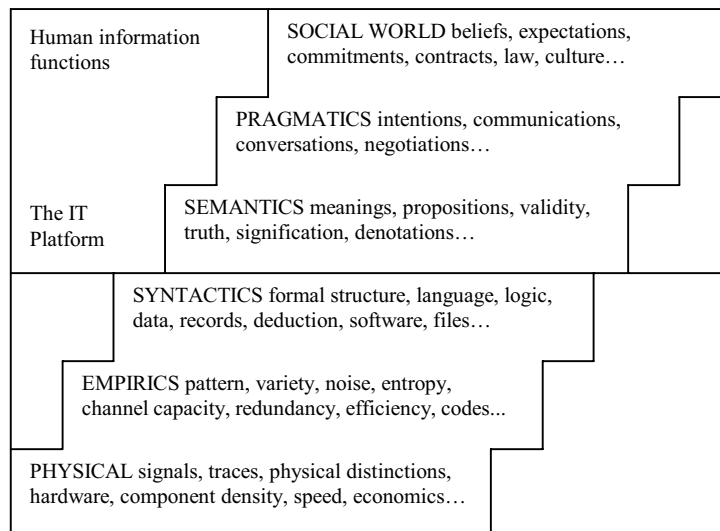 Human information
functions
SOCIAL WORLD beliefs, expectations,
commitments, contracts, law, culture…
PRAGMATICS intentions, communications,
conversations, negotiations…
The IT
Platform
SEMANTICS meanings, propositions, validity,
truth, signification, denotations…
SYNTACTICS formal structure, language, logic,
data, records, deduction, software, files…
EMPIRICS pattern, variety, noise, entropy,
channel capacity, redundancy, efficiency, codes...
PHYSICAL signals, traces, physical distinctions,
hardware, component density, speed, economics…